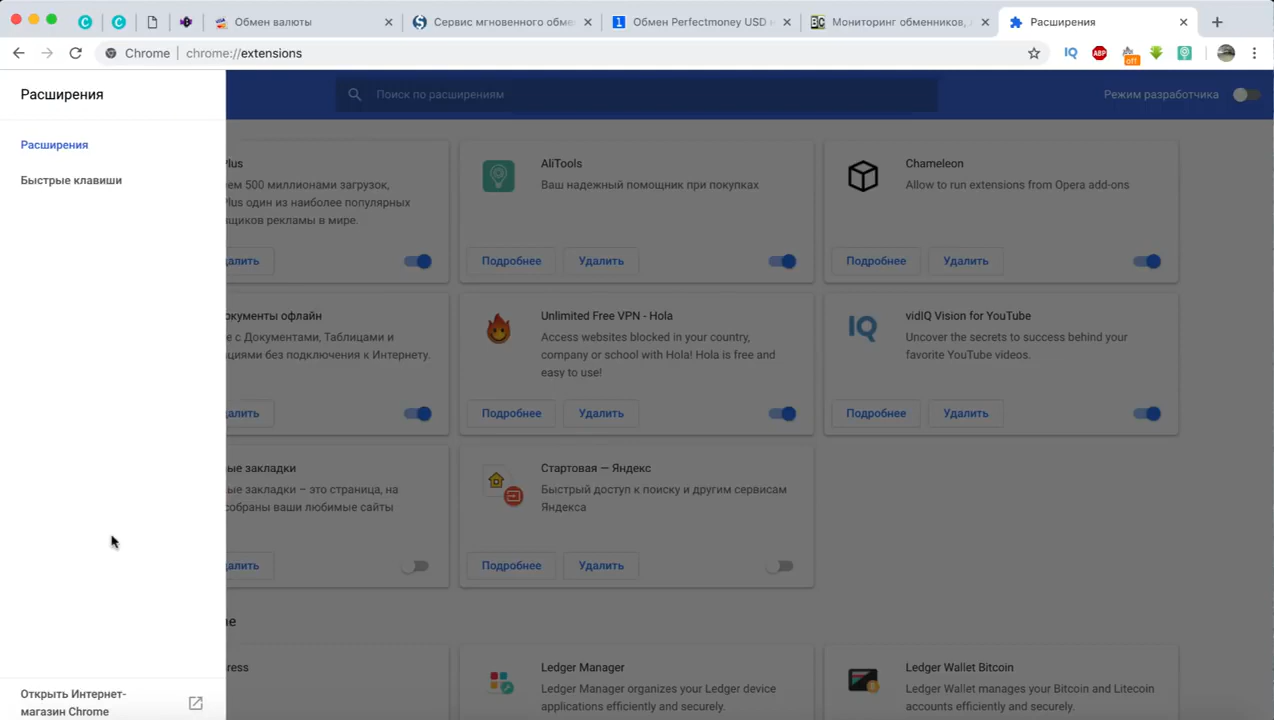 Обмен валюты
Сервис мгновенного обме
Обмен Perfectmoney USD н
Мониторинг обменников,
Расширения
Chrome
chrome://extensions
IQ
ABP
off
Расширения
Расширения
Быстрые клавиши
Открыть Интернет-
магазин Chrome
Поиск по расширениям
Режим разработчика
Plus
ем 500 миллионами загрузок,
Plus один из наиболее популярных
щиков рекламы в мире.
далить
AliTools
Ваш надежный помощник при покупках
Подробнее
Удалить
Chameleon
Allow to run extensions from Opera add-ons
Подробнее
Удалить
окументы офлайн
е с Документами, Таблицами и
ациями без подключения к Интернету.
далить
Unlimited Free VPN - Hola
Access websites blocked in your country,
company or school with Hola! Hola is free and
easy to use!
Подробнее
Удалить
IQ
vidIQ Vision for YouTube
Uncover the secrets to success behind your
favorite YouTube videos.
Подробнее
Удалить
ые закладки
ые закладки – это страница, на
собраны ваши любимые сайты
далить
Стартовая — Яндекс
Быстрый доступ к поиску и другим сервисам
Яндекса
Подробнее
Удалить
ne
ress
Ledger Manager
Ledger Manager organizes your Ledger device
applications efficiently and securely.
Ledger Wallet Bitcoin
Ledger Wallet manages your Bitcoin and Litecoin
accounts efficiently and securely.